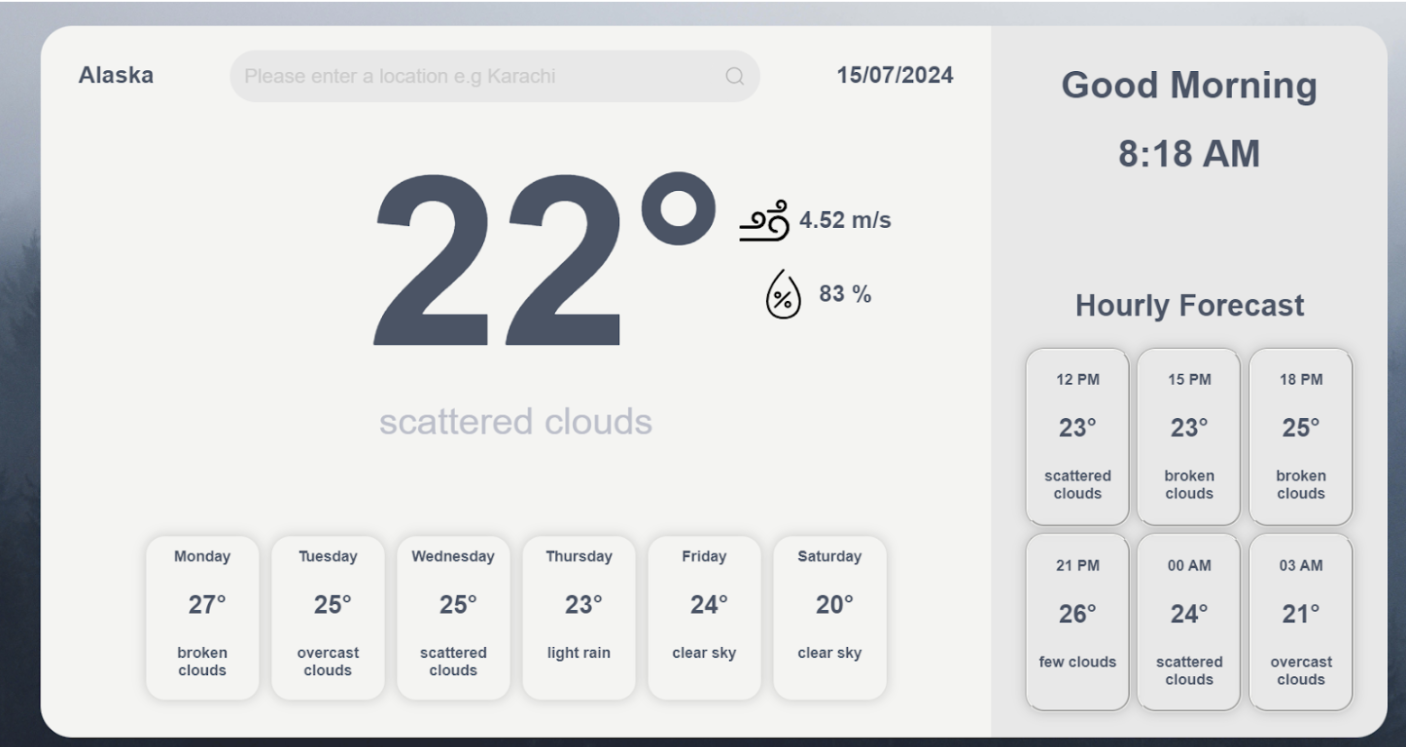 Alaska
Please enter a location e.g Karachi
15/07/2024
22°
4.52 m/s
83 %
scattered clouds
Monday
27°
broken
clouds
Tuesday
25°
overcast
clouds
Wednesday
25°
scattered
clouds
Thursday
23°
light rain
Friday
24°
clear sky
Saturday
20°
clear sky
Good Morning
8:18 AM
Hourly Forecast
12 PM
23°
scattered
clouds
15 PM
23°
broken
clouds
18 PM
25°
broken
clouds
21 PM
26°
few clouds
00 AM
24°
scattered
clouds
03 AM
21°
overcast
clouds